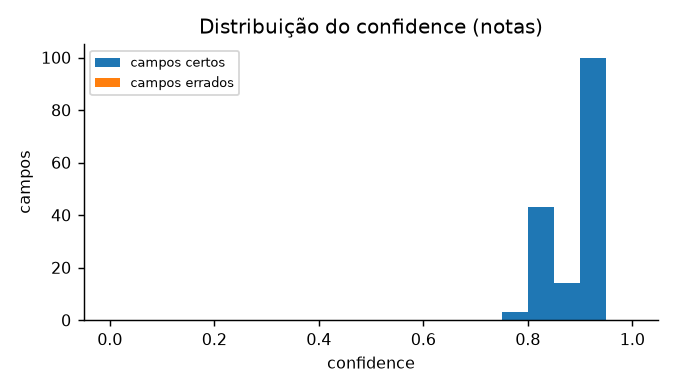 Distribuição do confidence (notas)
campos certos
campos errados
100
80
60
40
20
0
campos
0.0 0.2 0.4 0.6 0.8 1.0
confidence